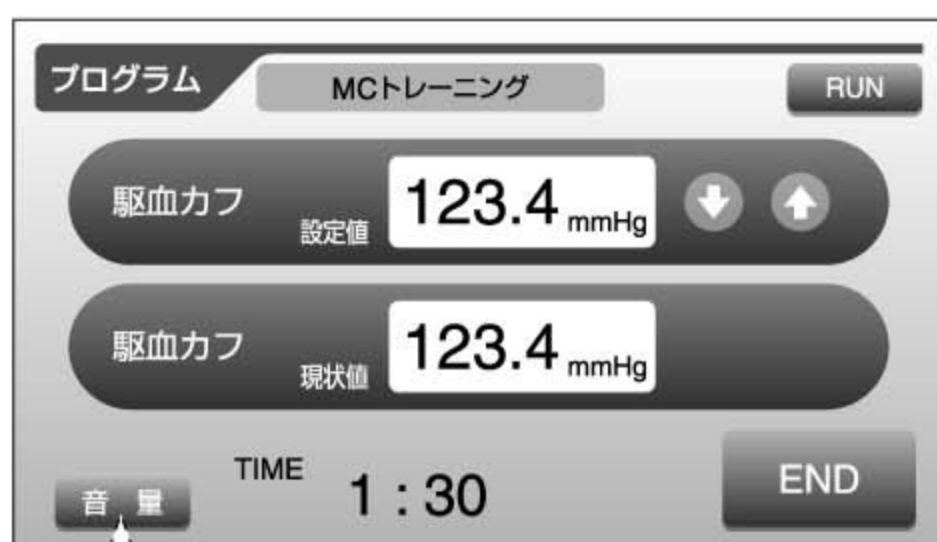 プログラム MCトレーニング RUN
駆血カフ 設定値 123.4 mmHg
駆血カフ 現状値 123.4 mmHg
音 量 TIME 1 : 30 END